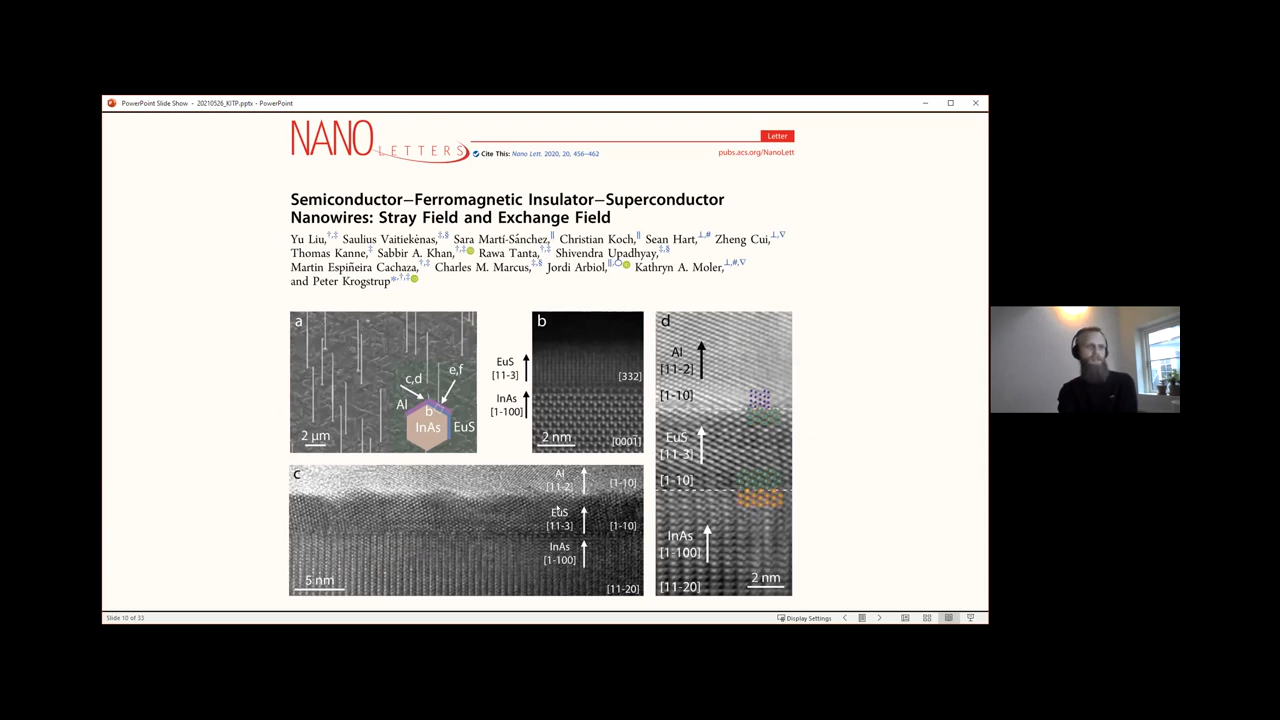 PowerPoint Slide Show - 20210526_KITP.pptx - PowerPoint
NANO LETTERS
Cite This: Nano Lett. 2020, 20, 456–462
Letter
pubs.acs.org/NanoLett
Semiconductor–Ferromagnetic Insulator–Superconductor
Nanowires: Stray Field and Exchange Field
Yu Liu,†,‡ Saulius Vaitiekėnas,‡,§ Sara Martí-Sánchez,∥ Christian Koch,∥ Sean Hart,⊥,# Zheng Cui,⊥,∇
Thomas Kanne,‡ Sabbir A. Khan,†,‡ Rawa Tanta,†,‡ Shivendra Upadhyay,‡,§
Martin Espiñeira Cachaza,†,‡ Charles M. Marcus,‡,§ Jordi Arbiol,∥,○ Kathryn A. Moler,⊥,#,∇
and Peter Krogstrup*,†,‡
a
c,d
e,f
Al
b
InAs
EuS
2 μm
b
EuS
[11-3]
[332]
InAs
[1-100]
2 nm
[0001]
c
Al
[11-2]
[1-10]
EuS
[11-3]
[1-10]
InAs
[1-100]
5 nm
[11-20]
d
Al
[11-2]
[1-10]
EuS
[11-3]
[1-10]
InAs
[1-100]
2 nm
[11-20]
Slide 10 of 33
Display Settings